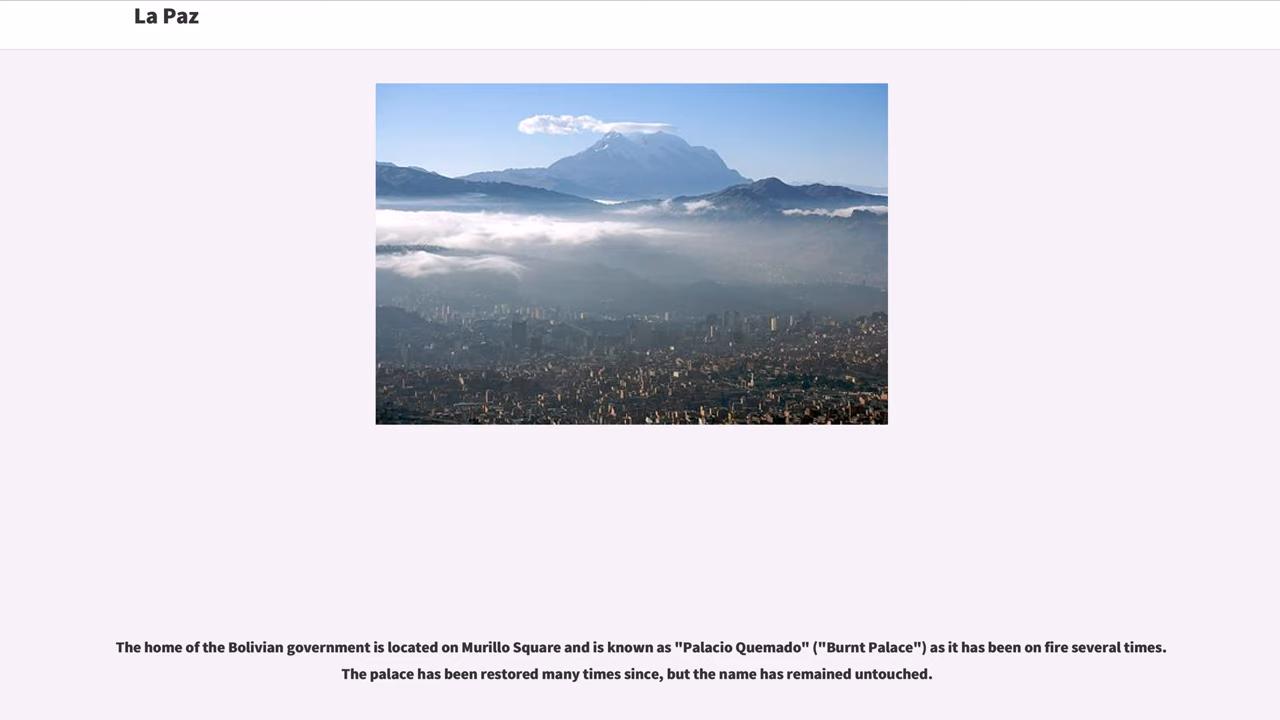 La Paz
The home of the Bolivian government is located on Murillo Square and is known as "Palacio Quemado" ("Burnt Palace") as it has been on fire several times.
The palace has been restored many times since, but the name has remained untouched.